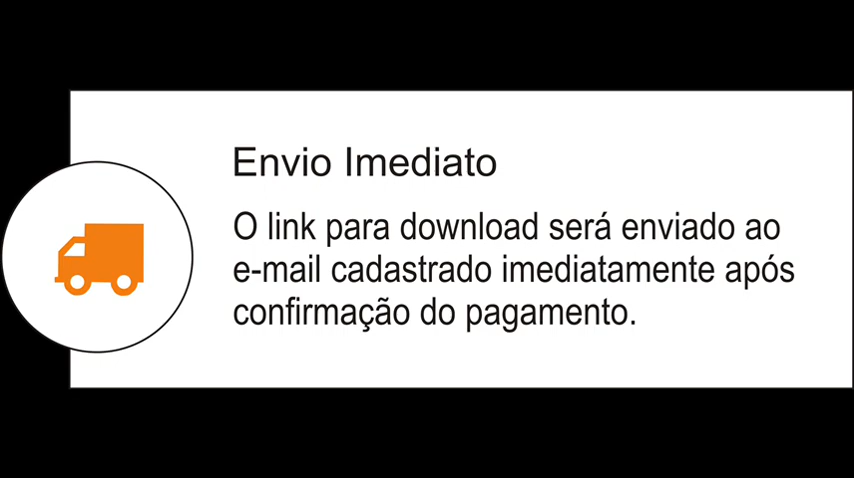 Envio Imediato
O link para download será enviado ao
e-mail cadastrado imediatamente após
confirmação do pagamento.